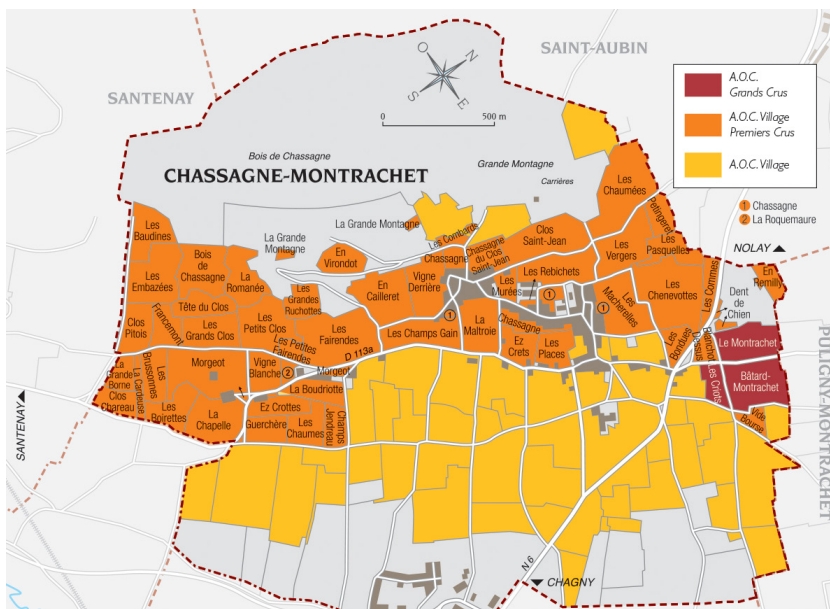 SAINT-AUBIN
SANTENAY
O
N
S
E
0
500 m
A.O.C.
Grands Crus
A.O.C. Village
Premiers Crus
A.O.C. Village
1 Chassagne
2 La Roquemaure
Bois de Chassagne
Grande Montagne
CHASSAGNE-MONTRACHET
Carrières
La Grande Montagne
Les Combards
Chassagne
Chassagne
du Clos
Saint-Jean
Clos
Saint-Jean
Les
Chaumées
Petingeret
Les
Vergers
Les
Pasquelles
NOLAY
En
Remilly
Les
Baudines
Bois
de
Chassagne
La Grande
Montagne
En
Virondot
Les
Embazées
La
Romanée
Les
Grandes
Ruchottes
En
Cailleret
Vigne
Derrière
Les
Murées
Les Rebichets
1
1
Les
Macherelles
Les
Chenevottes
Les Commes
Dent
de
Chien
Clos
Pitois
Francemont
Tête du Clos
Les
Grands Clos
Les
Petits Clos
Les Petites
Fairendes
Les
Fairendes
D 113a
Les Champs Gain
1
La
Maltroie
Chassagne
Ez
Crets
Les
Places
Les
Bondues
Blanchot
Dessus
Le Montrachet
Les Criots
Bâtard-
Montrachet
Vide
Bourse
La
Grande
Borne
Clos
Chareau
La Cardeuse
Les
Brussonnes
Les
Boirettes
Morgeot
La
Chapelle
Vigne
Blanche
2
Morgeot
La Boudriotte
Ez Crottes
Guerchère
Les
Chaumes
Champs
Jendreau
SANTENAY
PULIGNY-MONTRACHET
N 6
CHAGNY